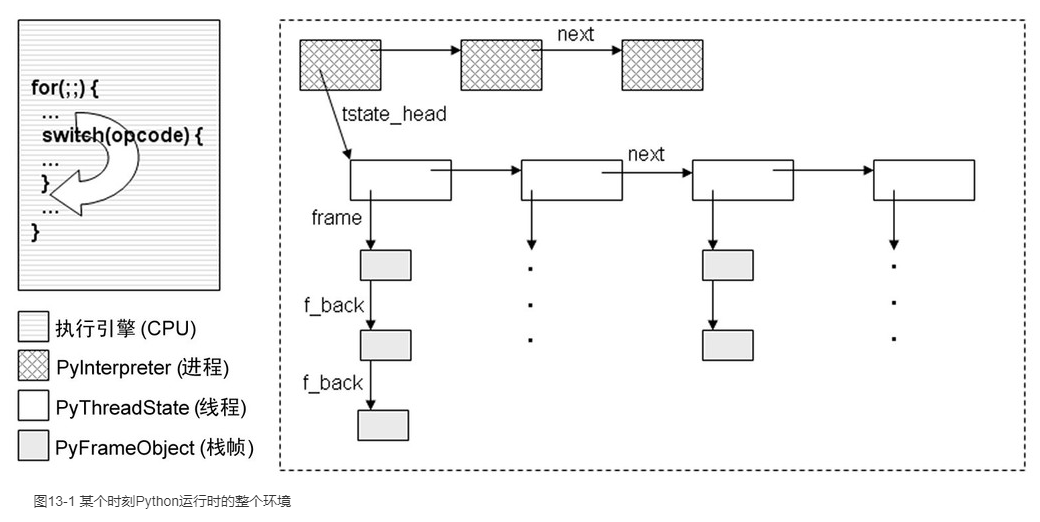 for(;;) {
...
switch(opcode) {
...
}
...
}
执行引擎 (CPU)
PyInterpreter (进程)
PyThreadState (线程)
PyFrameObject (栈帧)
next
tstate_head
next
frame
f_back
f_back
图13-1 某个时刻Python运行时的整个环境